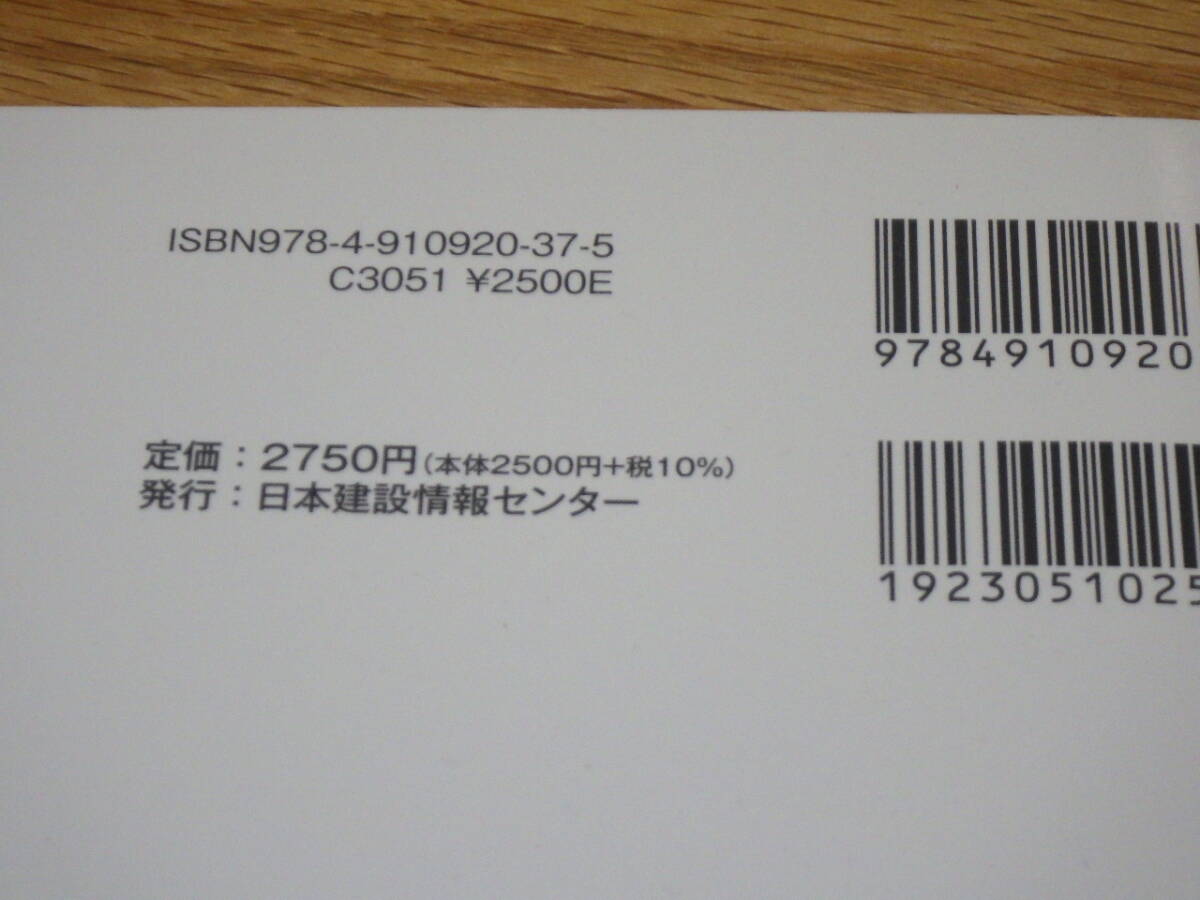 ISBN978-4-910920-37-5
C3051 ¥2500E
9784910920
定価：2750円(本体2500円+税10%)
発行：日本建設情報センター
1923051025